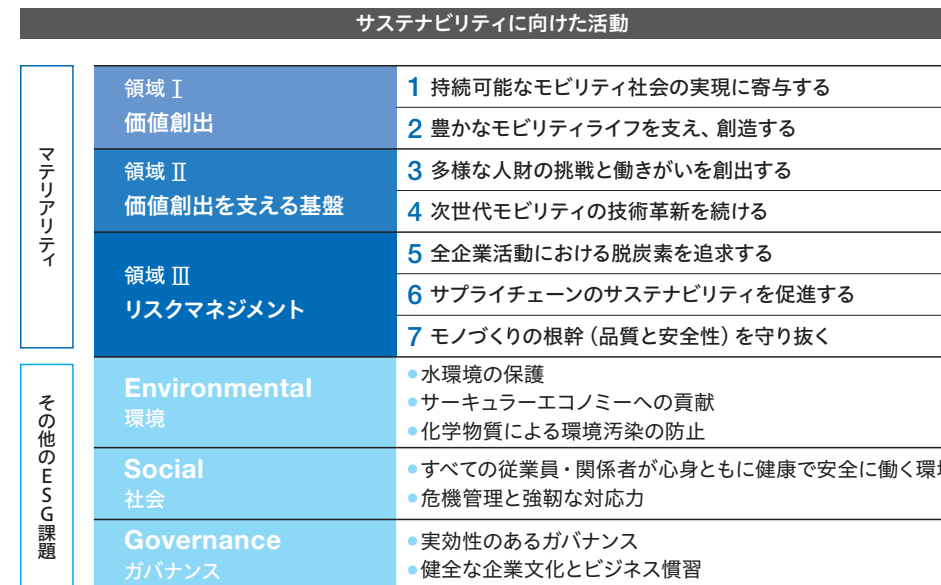 サステナビリティに向けた活動
マテリアリティ
領域 Ⅰ
価値創出
1 持続可能なモビリティ社会の実現に寄与する
2 豊かなモビリティライフを支え、創造する
領域 Ⅱ
価値創出を支える基盤
3 多様な人財の挑戦と働きがいを創出する
4 次世代モビリティの技術革新を続ける
領域 Ⅲ
リスクマネジメント
5 全企業活動における脱炭素を追求する
6 サプライチェーンのサステナビリティを促進する
7 モノづくりの根幹（品質と安全性）を守り抜く
その他のESG課題
Environmental
環境
●水環境の保護
●サーキュラーエコノミーへの貢献
●化学物質による環境汚染の防止
Social
社会
●すべての従業員・関係者が心身ともに健康で安全に働く環
●危機管理と強靭な対応力
Governance
ガバナンス
●実効性のあるガバナンス
●健全な企業文化とビジネス慣習